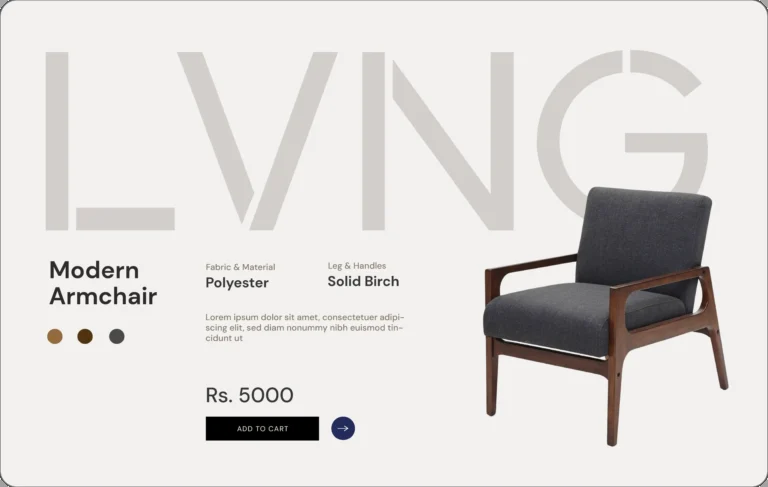 LVNG
Modern
Armchair
Fabric & Material
Polyester
Leg & Handles
Solid Birch
Lorem ipsum dolor sit amet, consectetuer adipi-
scing elit, sed diam nonummy nibh euismod tin-
cidunt ut
Rs. 5000
ADD TO CART